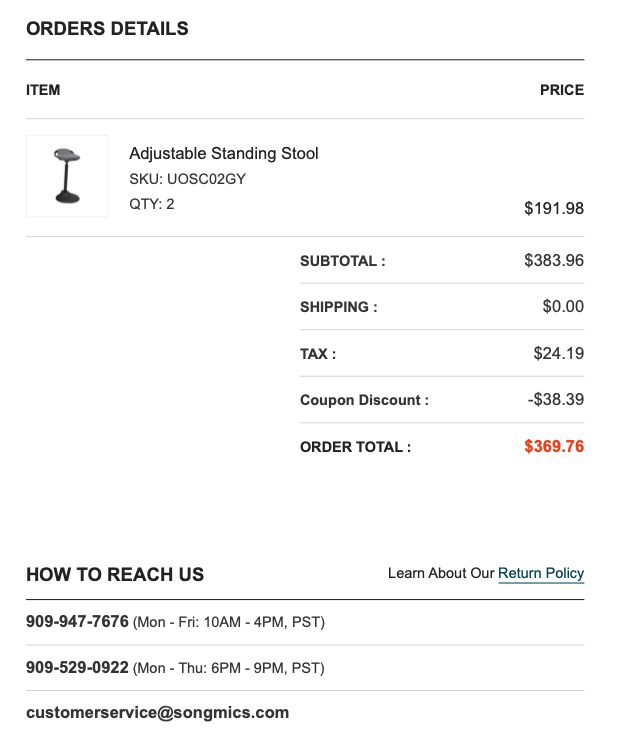 ORDERS DETAILS
ITEM PRICE
Adjustable Standing Stool
SKU: UOSC02GY
QTY: 2
$191.98
SUBTOTAL : $383.96
SHIPPING : $0.00
TAX : $24.19
Coupon Discount : -$38.39
ORDER TOTAL : $369.76
HOW TO REACH US Learn About Our Return Policy
909-947-7676 (Mon - Fri: 10AM - 4PM, PST)
909-529-0922 (Mon - Thu: 6PM - 9PM, PST)
customerservice@songmics.com